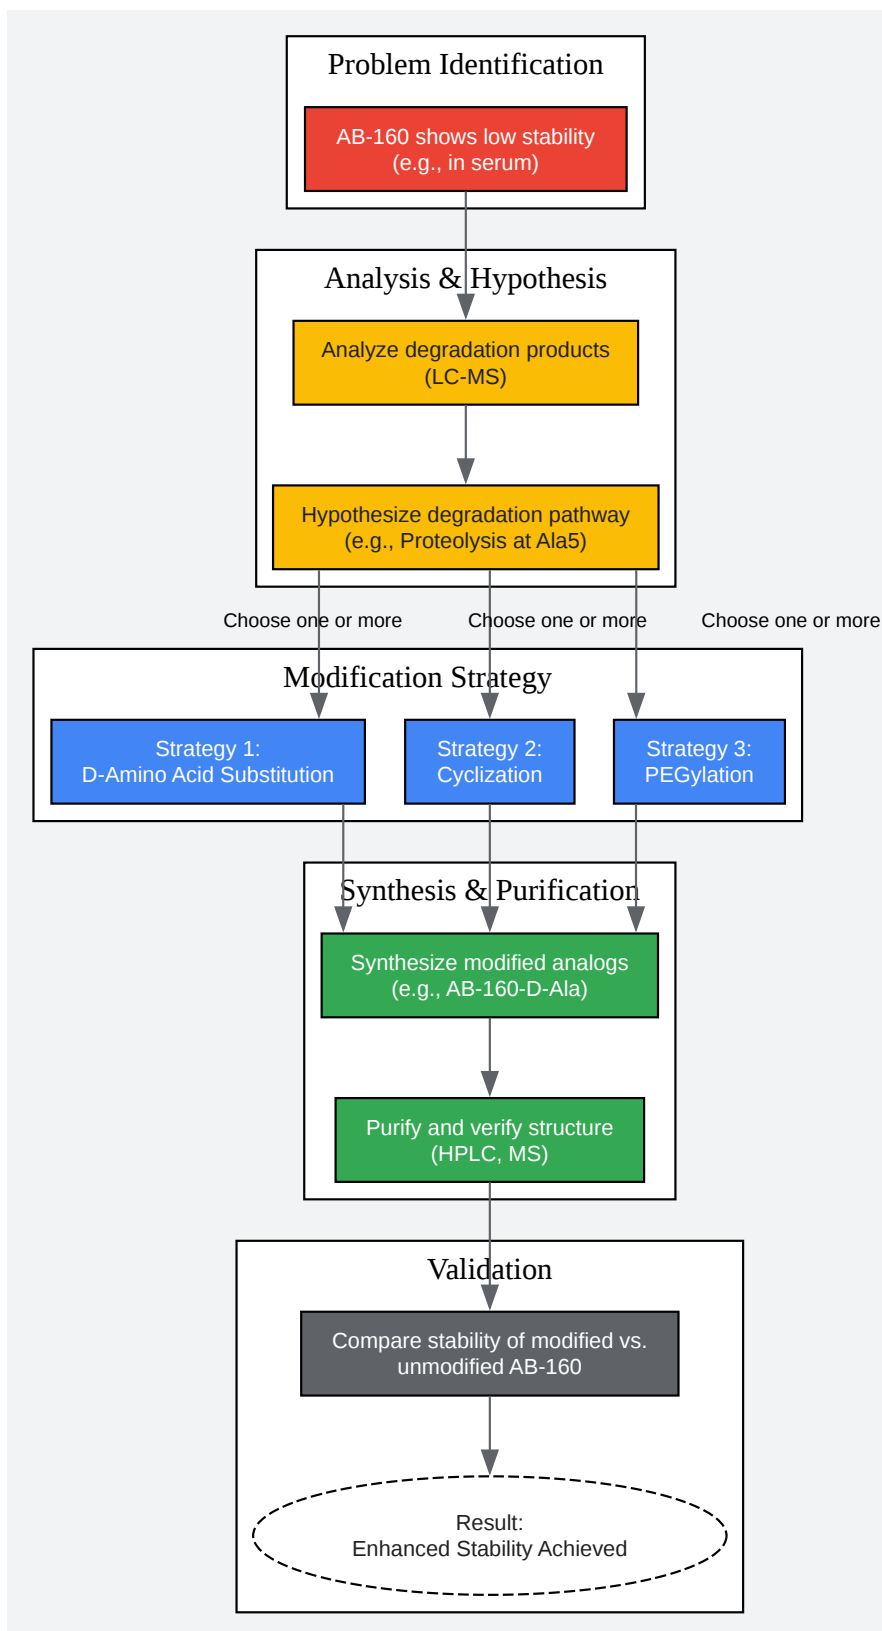 Problem Identification
AB-160 shows low stability
(e.g., in serum)
Analysis & Hypothesis
Analyze degradation products
(LC-MS)
Hypothesize degradation pathway
(e.g., Proteolysis at Ala5)
Choose one or more
Choose one or more
Choose one or more
Modification Strategy
Strategy 1:
D-Amino Acid Substitution
Strategy 2:
Cyclization
Strategy 3:
PEGylation
Synthesis & Purification
Synthesize modified analogs
(e.g., AB-160-D-Ala)
Purify and verify structure
(HPLC, MS)
Validation
Compare stability of modified vs.
unmodified AB-160
Result:
Enhanced Stability Achieved